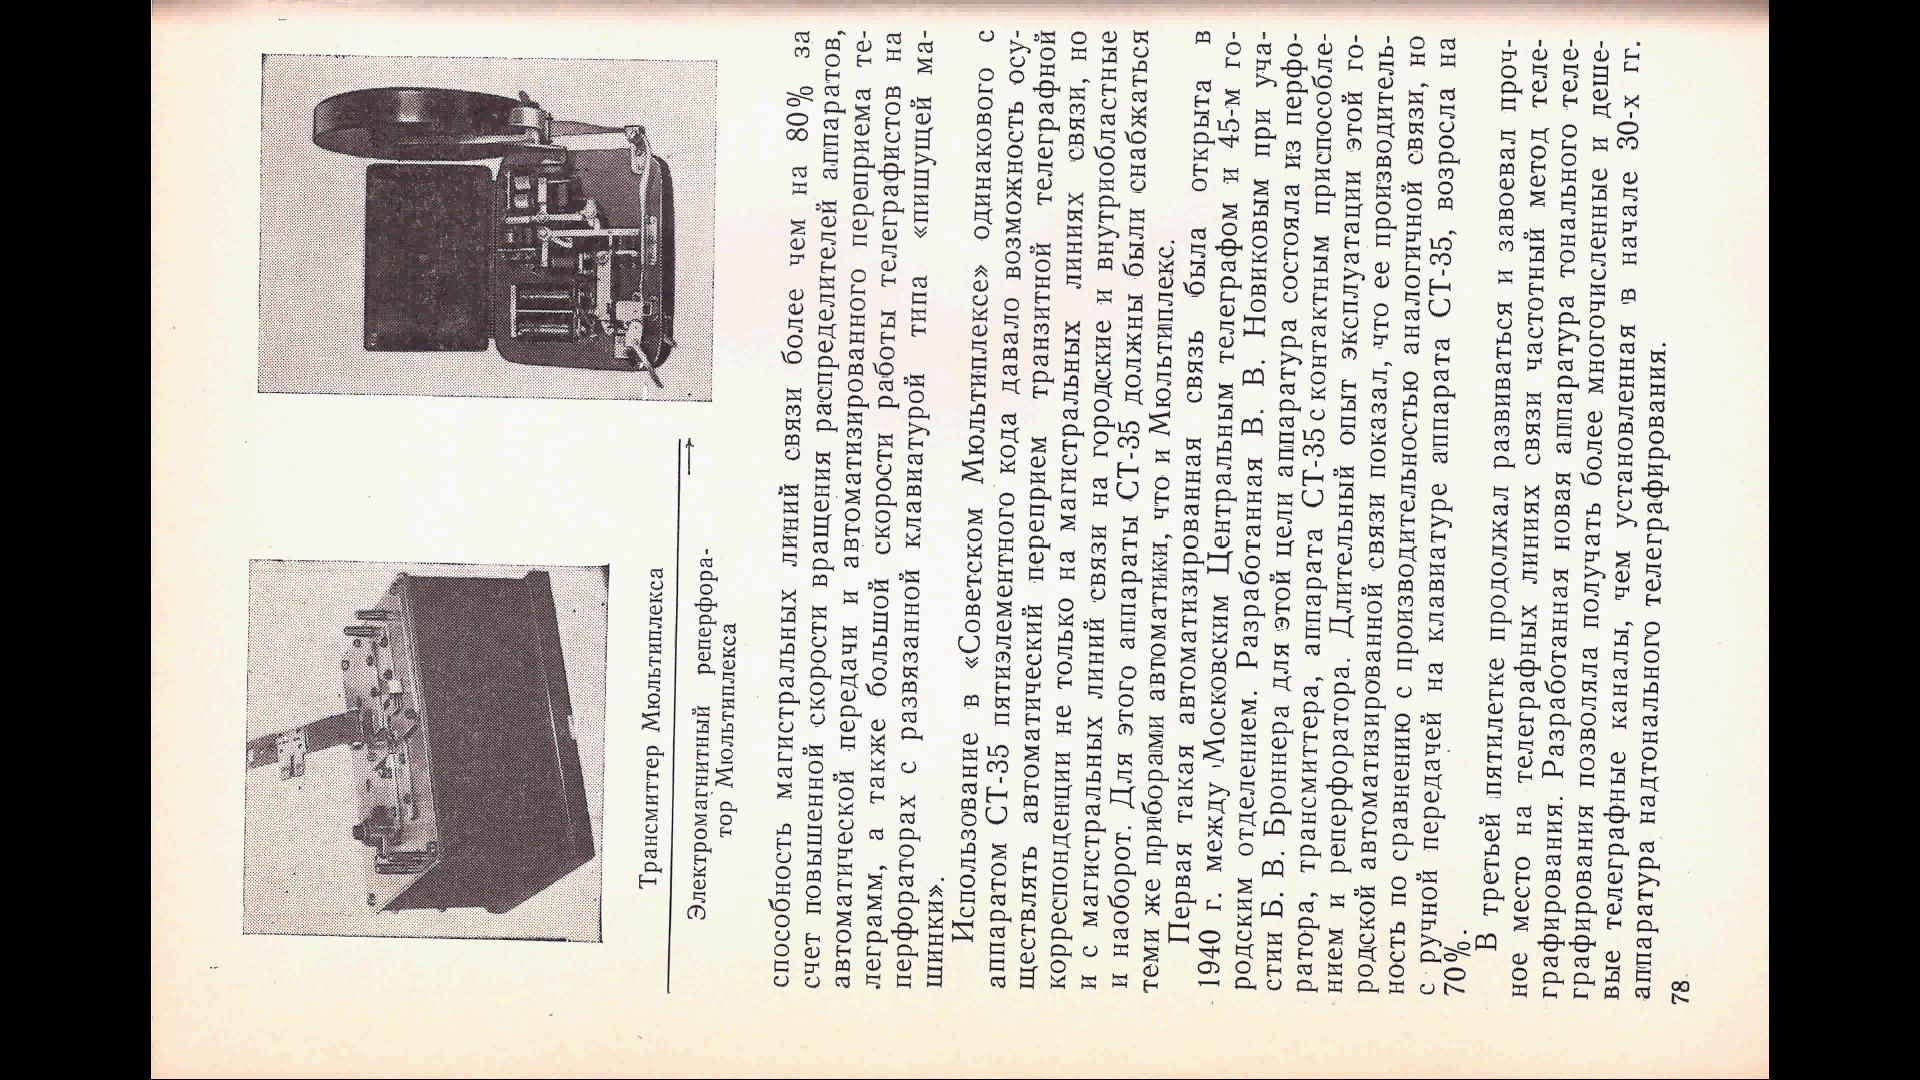 Трансмиттер Мюльтиплекса
Электромагнитный реперфора-
тор Мюльтиплекса
способность магистральных линий связи более чем на 80% за
счет повышенной скорости вращения распределителей аппаратов,
автоматической передачи и автоматизированного переприема те-
леграмм, а также большой скорости работы телеграфистов на
перфораторах с развязанной клавиатурой типа «пишущей ма-
шинки».
Использование в «Советском Мюльтиплексе» одинакового с
аппаратом СТ-35 пятиэлементного кода давало возможность осу-
ществлять автоматический переприем транзитной телеграфной
корреспонденции не только на магистральных линиях связи, но
и с магистральных линий связи на городские и внутриобластные
и наоборот. Для этого аппараты СТ-35 должны были снабжаться
теми же приборами автоматики, что и Мюльтиплекс.
Первая такая автоматизированная связь была открыта в
1940 г. между Московским Центральным телеграфом и 45-м го-
родским отделением. Разработанная В. В. Новиковым при уча-
стии Б. В. Броннера для этой цели аппаратура состояла из перфо-
ратора, трансмиттера, аппарата СТ-35 с контактным приспособле-
нием и реперфоратора. Длительный опыт эксплуатации этой го-
родской автоматизированной связи показал, что ее производитель-
ность по сравнению с производительностью аналогичной связи, но
с ручной передачей на клавиатуре аппарата СТ-35, возросла на
70%.
В третьей пятилетке продолжал развиваться и завоевал проч-
ное место на телеграфных линиях связи частотный метод теле-
графирования. Разработанная новая аппаратура тонального теле-
графирования позволяла получать более многочисленные и деше-
вые телеграфные каналы, чем установленная в начале 30-х гг.
аппаратура надтонального телеграфирования.
78